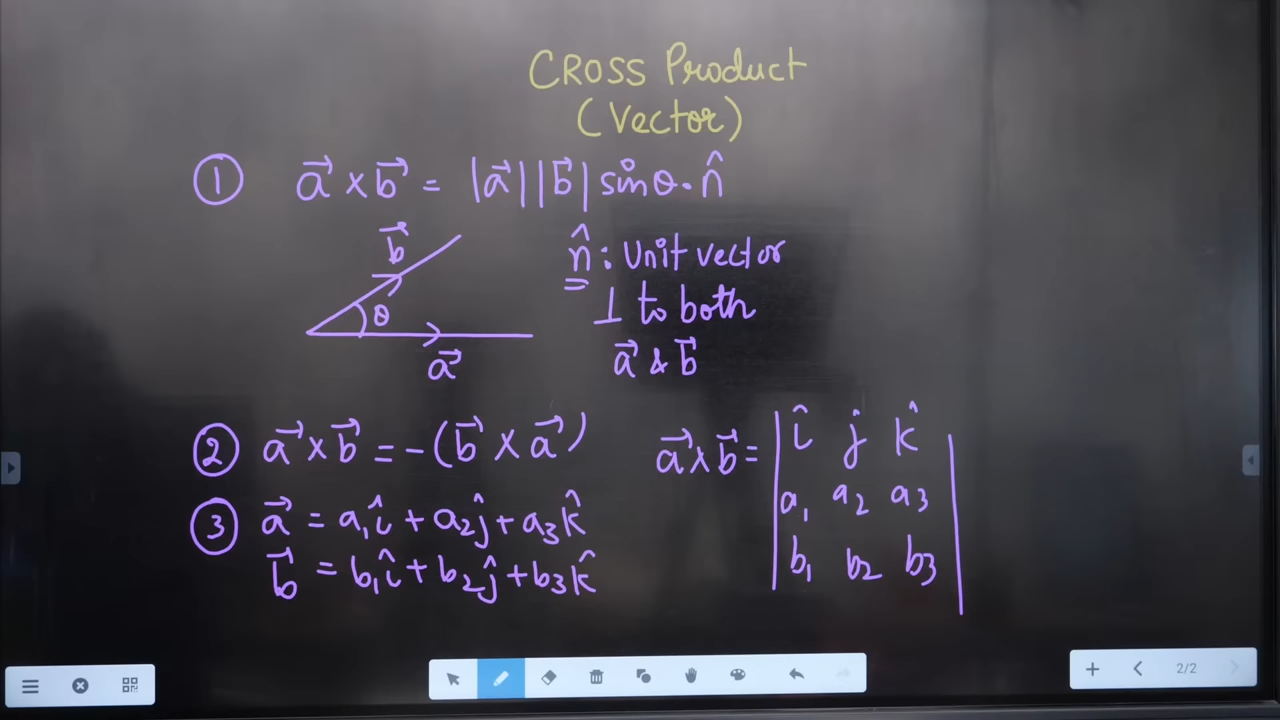 CROSS Product
(Vector)
① a⃗ × b⃗ = |a⃗||b⃗| sinθ · n̂
b⃗
θ
a⃗
n̂ : Unit vector
⊥ to both
a⃗ & b⃗
② a⃗ × b⃗ = -(b⃗ × a⃗)
③ a⃗ = a₁î + a₂ĵ + a₃k̂
b⃗ = b₁î + b₂ĵ + b₃k̂
a⃗ × b⃗ = | î ĵ k̂ |
a₁ a₂ a₃
b₁ b₂ b₃
2/2